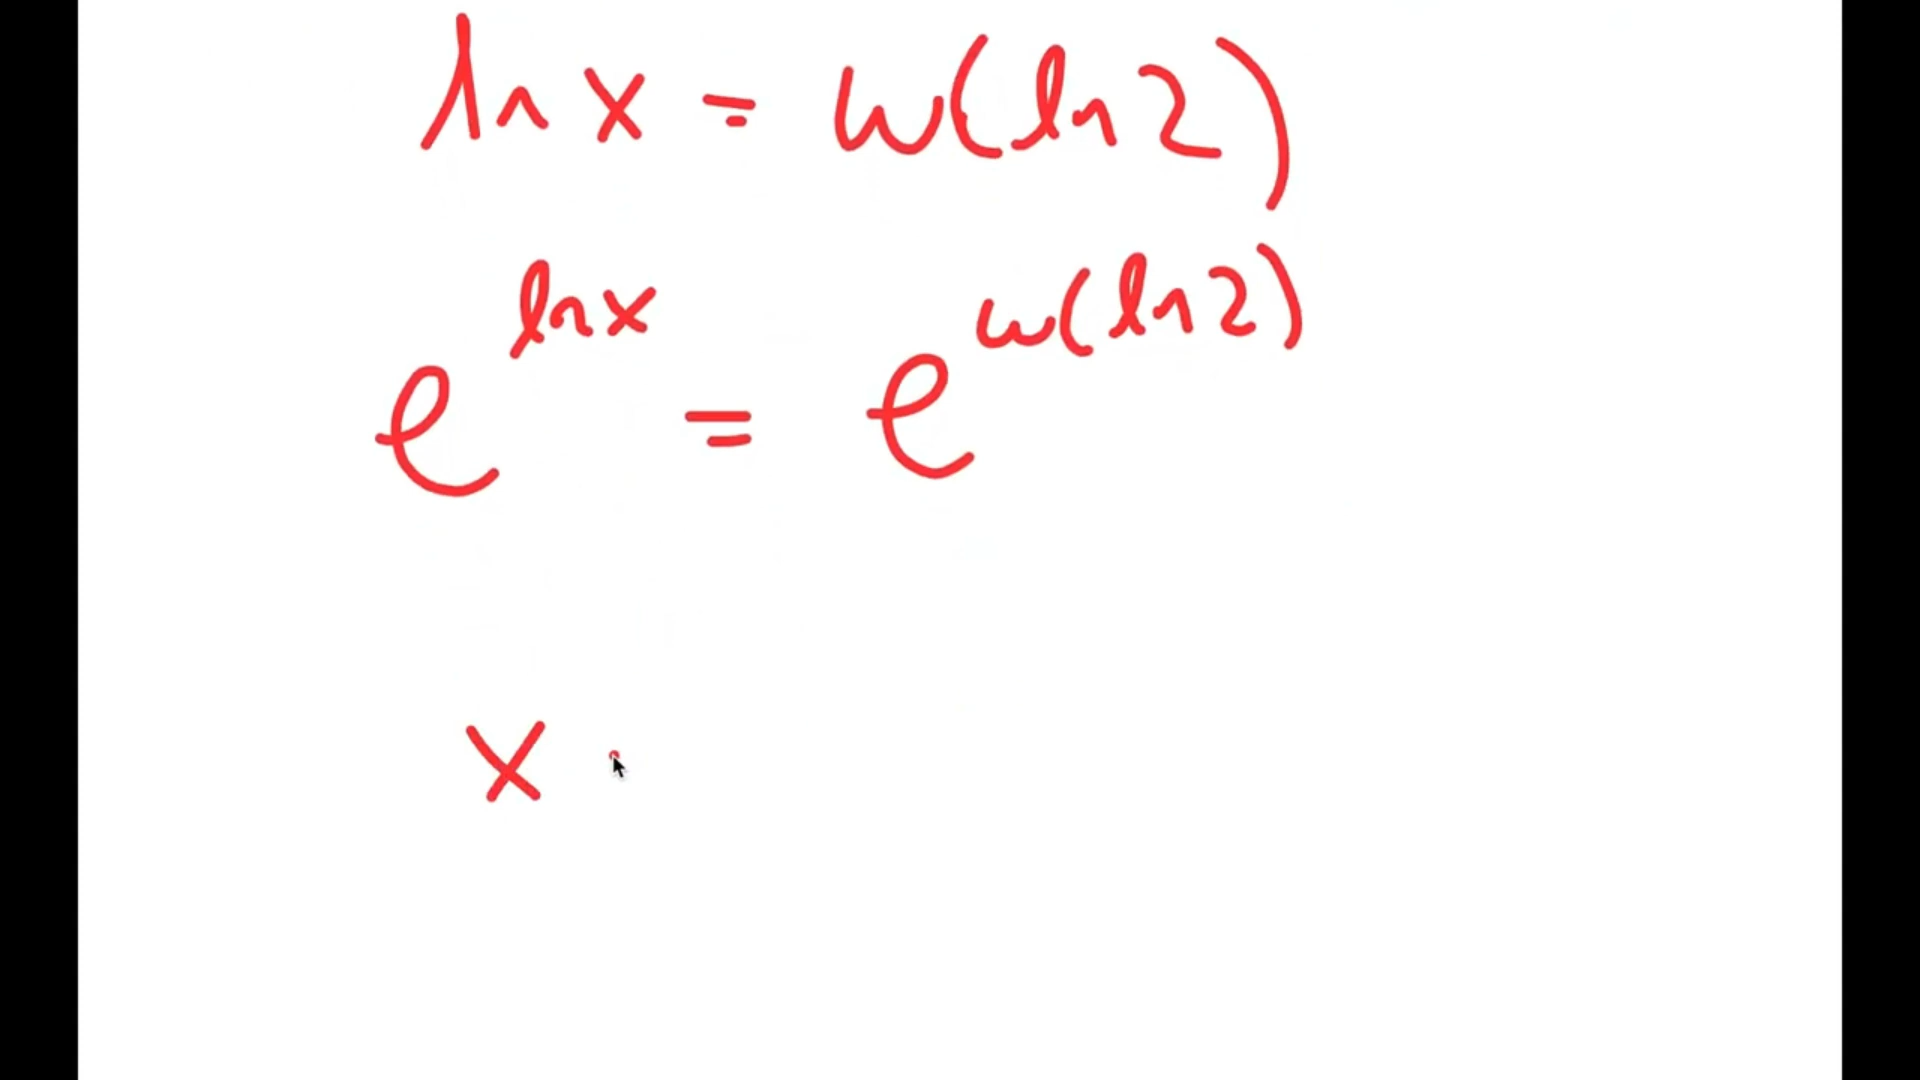 ln x = w(ln 2)
e^{ln x} = e^{w(ln 2)}
x